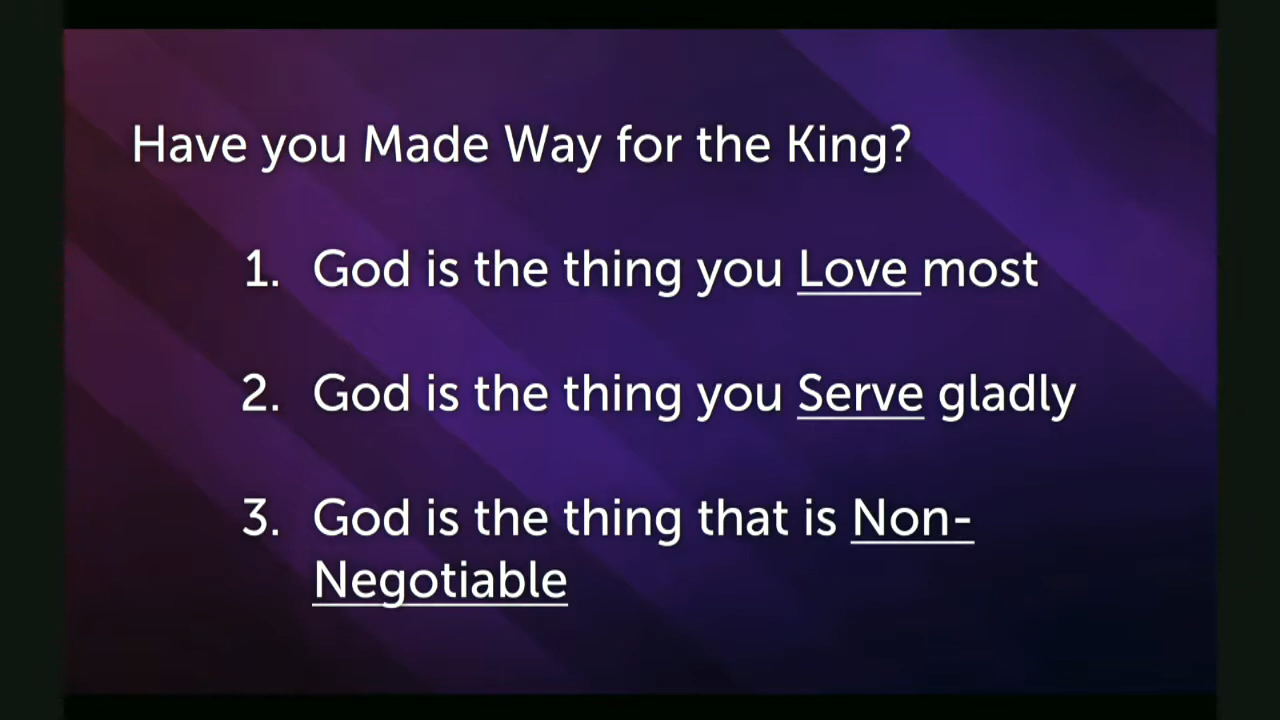 Have you Made Way for the King?
1. God is the thing you Love most
2. God is the thing you Serve gladly
3. God is the thing that is Non-
Negotiable